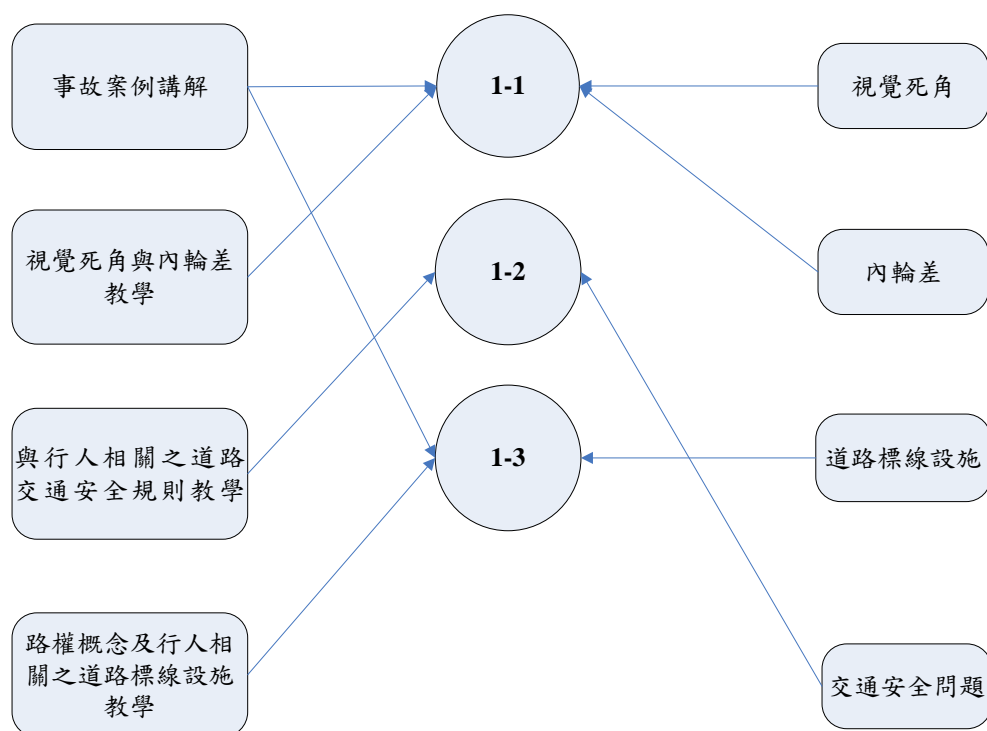 事故案例講解
1-1
視覺死角
視覺死角與內輪差
教學
1-2
內輪差
與行人相關之道路
交通安全規則教學
1-3
道路標線設施
路權概念及行人相
關之道路標線設施
教學
交通安全問題